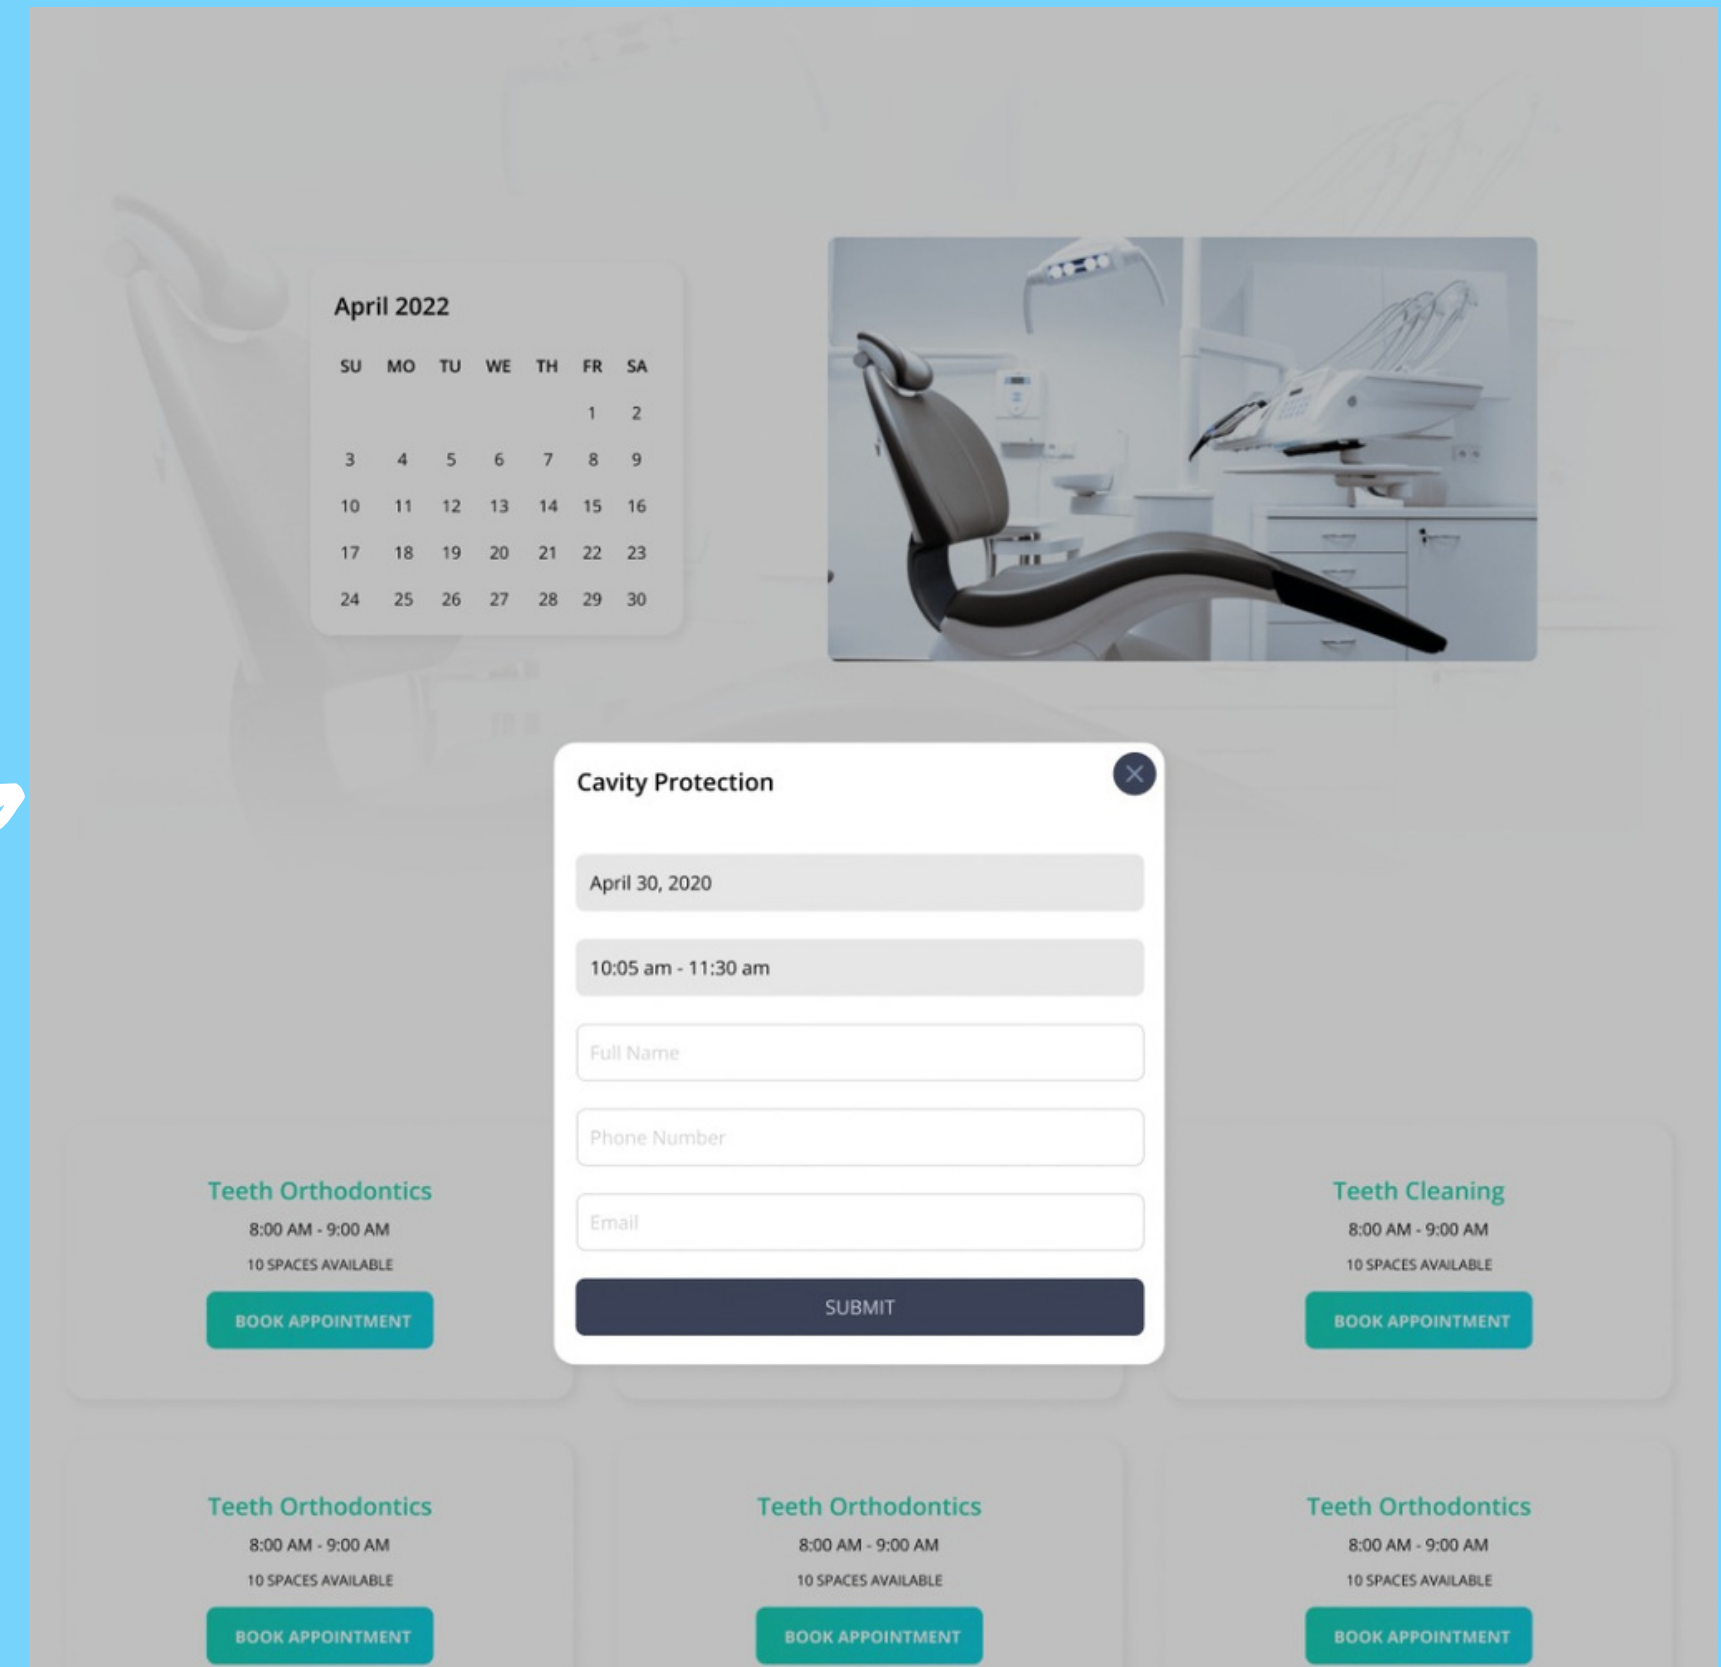 April 2022
SU MO TU WE TH FR SA
1 2
3 4 5 6 7 8 9
10 11 12 13 14 15 16
17 18 19 20 21 22 23
24 25 26 27 28 29 30
Cavity Protection
April 30, 2020
10:05 am - 11:30 am
Full Name
Phone Number
Email
SUBMIT
Teeth Orthodontics
8:00 AM - 9:00 AM
10 SPACES AVAILABLE
BOOK APPOINTMENT
Teeth Cleaning
8:00 AM - 9:00 AM
10 SPACES AVAILABLE
BOOK APPOINTMENT
Teeth Orthodontics
8:00 AM - 9:00 AM
10 SPACES AVAILABLE
BOOK APPOINTMENT
Teeth Orthodontics
8:00 AM - 9:00 AM
10 SPACES AVAILABLE
BOOK APPOINTMENT
Teeth Orthodontics
8:00 AM - 9:00 AM
10 SPACES AVAILABLE
BOOK APPOINTMENT